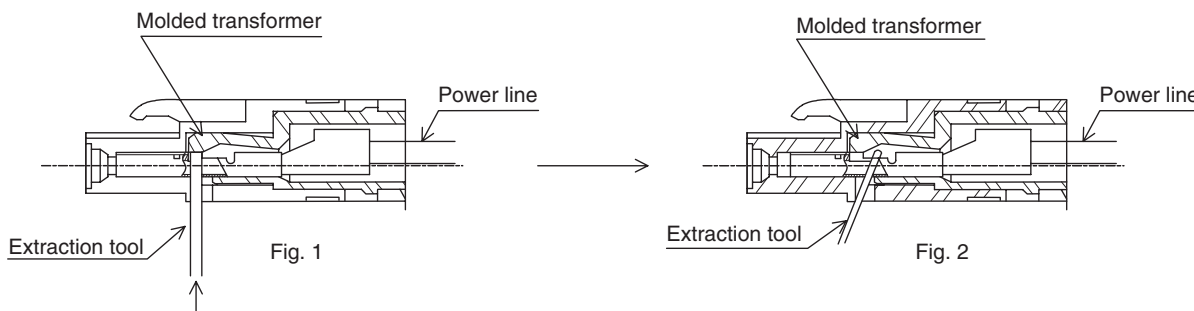 Molded transformer
Power line
Extraction tool
Fig. 1
Molded transformer
Power line
Extraction tool
Fig. 2